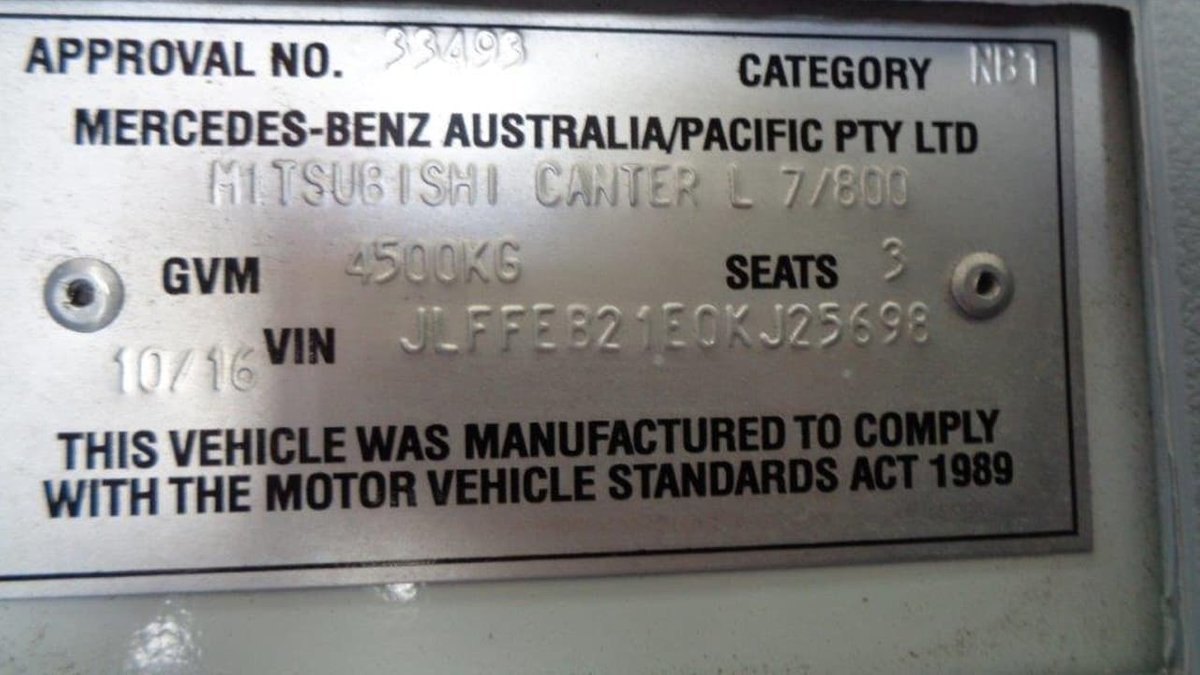 APPROVAL NO. 33493 CATEGORY NB1
MERCEDES-BENZ AUSTRALIA/PACIFIC PTY LTD
MITSUBISHI CANTER L 7/800
GVM 4500KG SEATS 3
10/16 VIN JLFFEB21E0KJ25698
THIS VEHICLE WAS MANUFACTURED TO COMPLY
WITH THE MOTOR VEHICLE STANDARDS ACT 1989